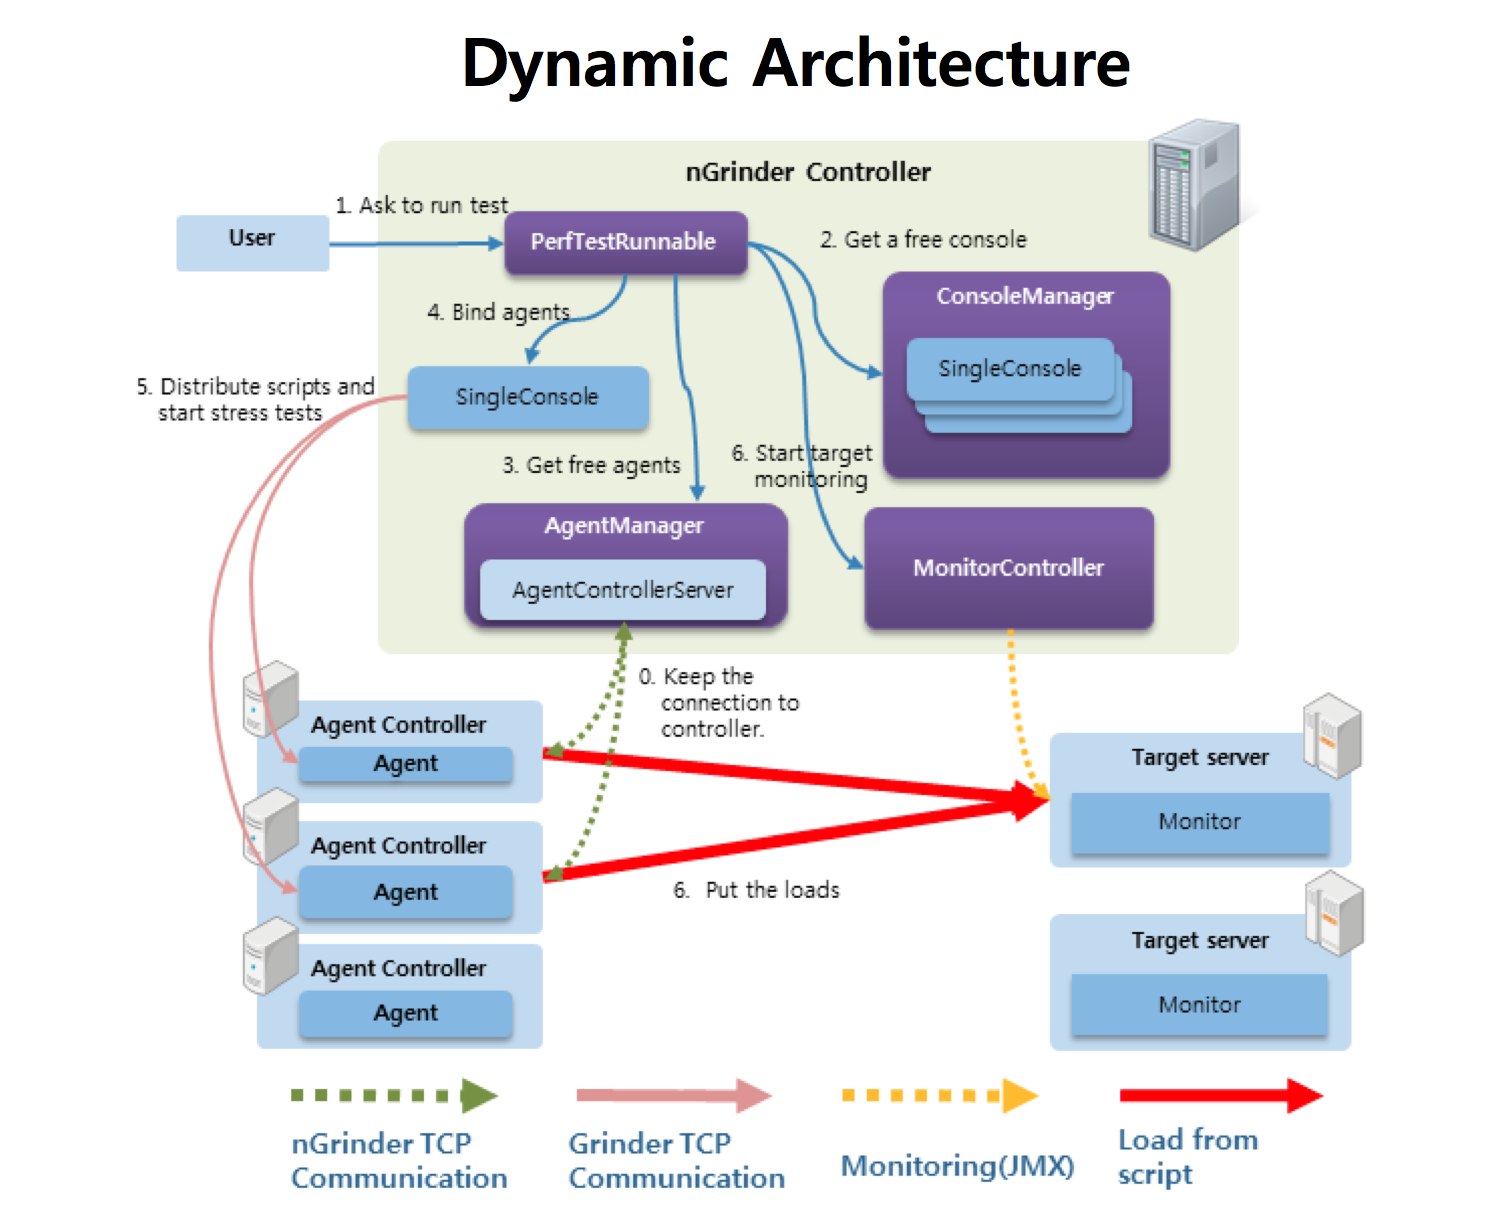 Dynamic Architecture
nGrinder Controller
1. Ask to run test
User
PerfTestRunnable
2. Get a free console
ConsoleManager
4. Bind agents
SingleConsole
5. Distribute scripts and
start stress tests
SingleConsole
3. Get free agents
6. Start target
monitoring
AgentManager
AgentControllerServer
MonitorController
0. Keep the
connection to
controller.
Agent Controller
Agent
Target server
Monitor
Agent Controller
Agent
6. Put the loads
Target server
Monitor
Agent Controller
Agent
nGrinder TCP
Communication
Grinder TCP
Communication
Monitoring(JMX)
Load from
script